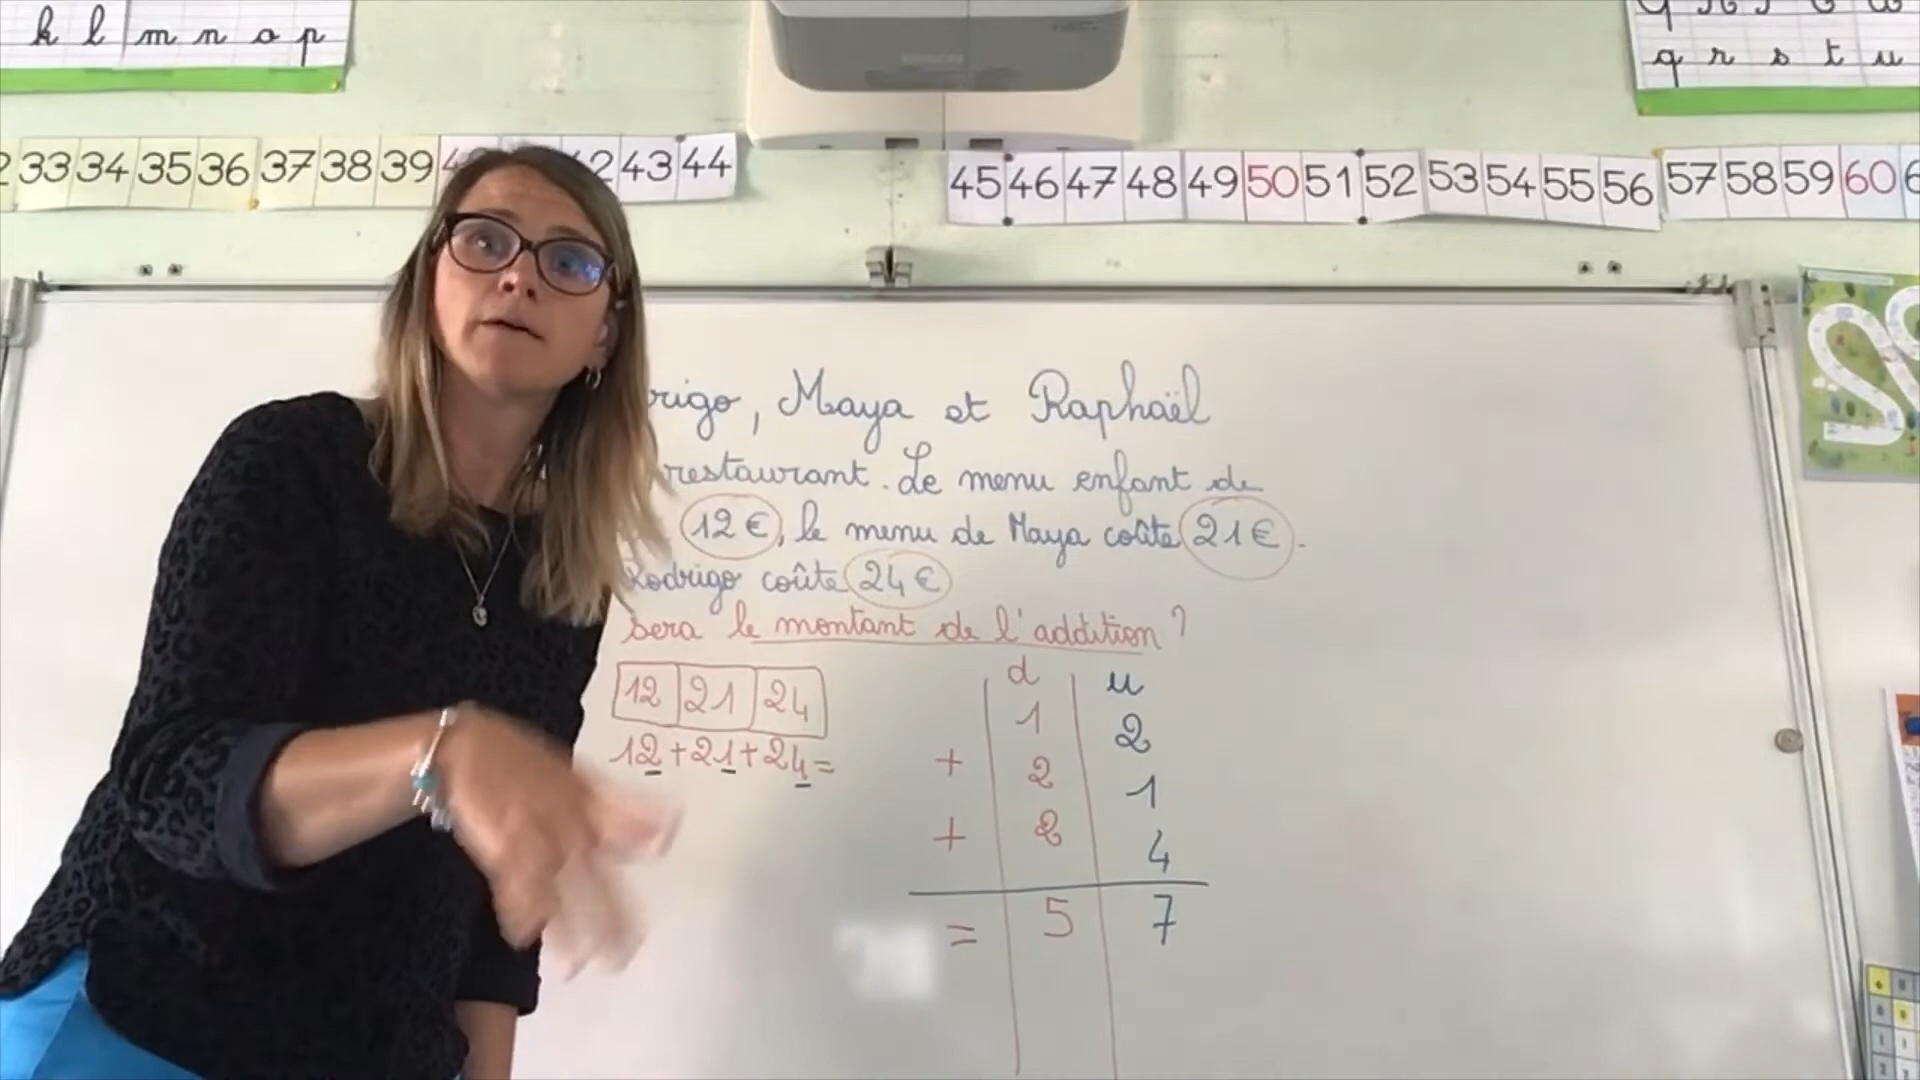 k l m n o p
q r s t u
33 34 35 36 37 38 39 42 43 44
45 46 47 48 49 50 51 52 53 54 55 56 57 58 59 60
EPSON
rigo, Maya et Raphaël
restaurant. Le menu enfant de
12 €, le menu de Maya coûte 21 €.
Rodrigo coûte 24 €
sera le montant de l'addition ?
12 21 24
12 + 21 + 24 =
d u
1 2
+ 2 1
+ 2 4
= 5 7